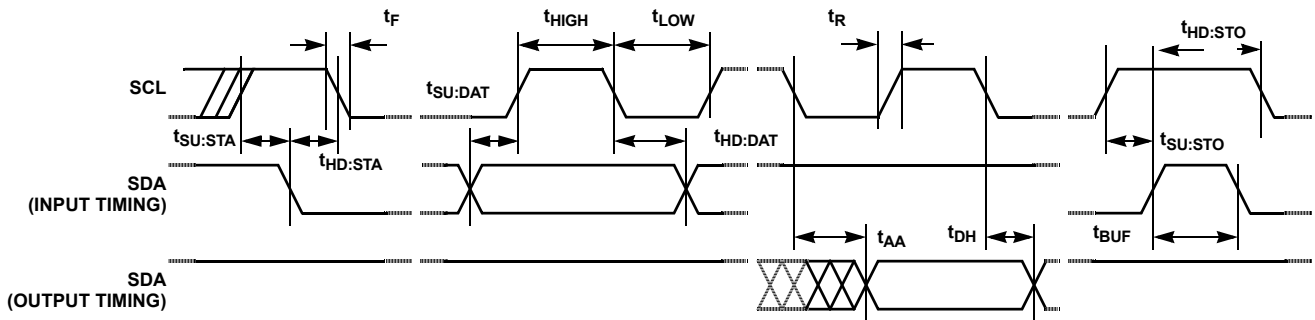 tF
tHIGH
tLOW
tR
tHD:STO
SCL
tSU:DAT
tSU:STA
tHD:STA
tHD:DAT
tSU:STO
SDA
(INPUT TIMING)
tAA
tDH
tBUF
SDA
(OUTPUT TIMING)